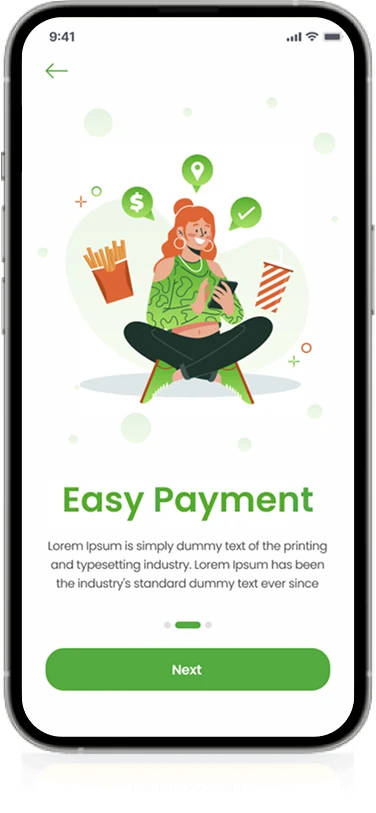 9:41
$
Easy Payment
Lorem Ipsum is simply dummy text of the printing
and typesetting industry. Lorem Ipsum has been
the industry's standard dummy text ever since
Next